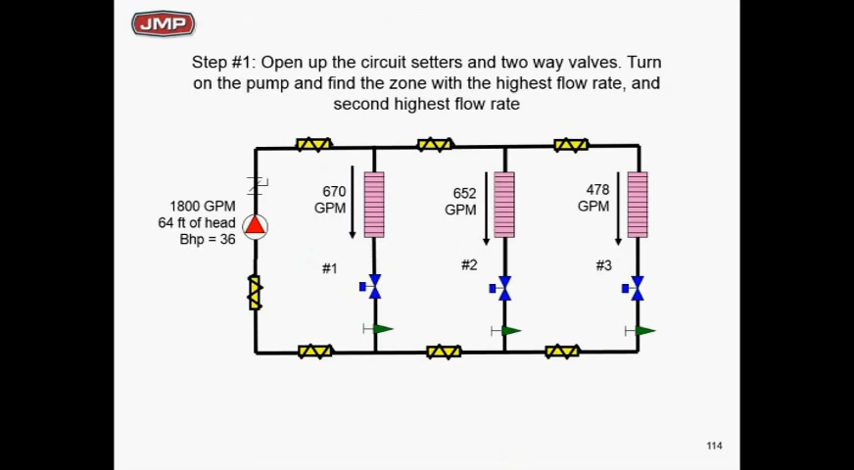 JMP
Step #1: Open up the circuit setters and two way valves. Turn
on the pump and find the zone with the highest flow rate, and
second highest flow rate
1800 GPM
64 ft of head
Bhp = 36
670
GPM
#1
652
GPM
#2
478
GPM
#3
114